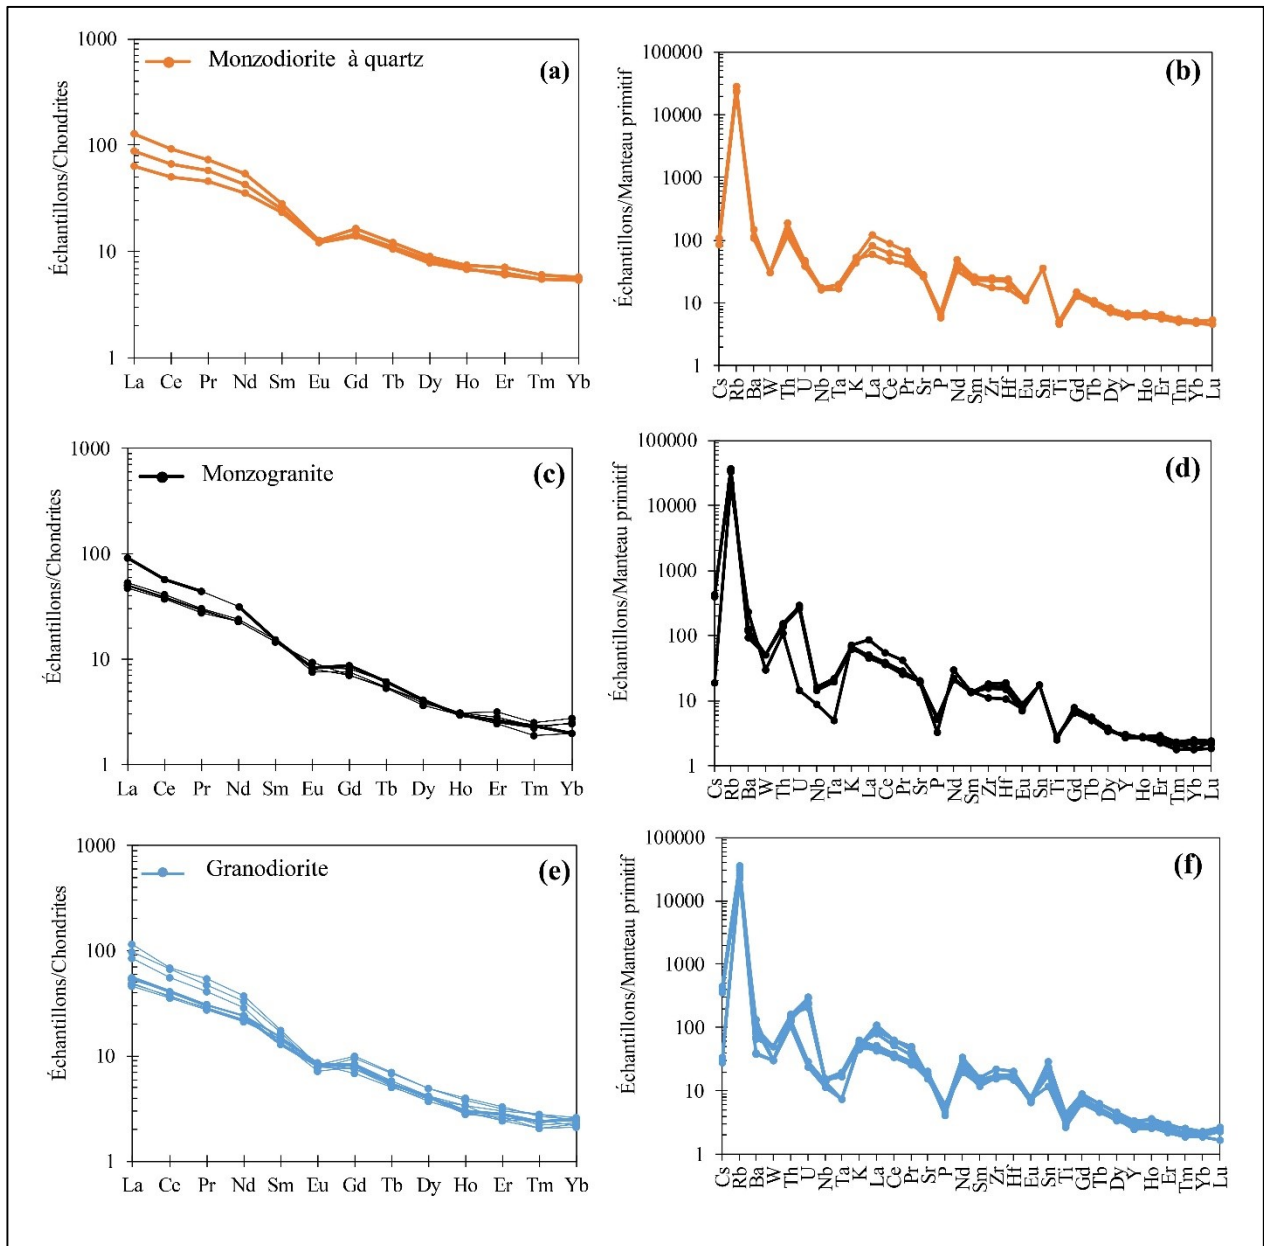 Monzodiorite à quartz
(a)
Échantillons/Chondrites
1000
100
10
1
La Ce Pr Nd Sm Eu Gd Tb Dy Ho Er Tm Yb
(b)
Échantillons/Manteau primitif
100000
10000
1000
100
10
1
Cs Rb Ba W Th U Nb Ta K La Ce Pr Sr P Nd Sm Zr Hf Eu Sn Ti Gd Tb Dy Y Ho Er Tm Yb Lu
Monzogranite
(c)
Échantillons/Chondrites
1000
100
10
1
La Ce Pr Nd Sm Eu Gd Tb Dy Ho Er Tm Yb
(d)
Échantillons/Manteau primitif
100000
10000
1000
100
10
1
Cs Rb Ba W Th U Nb Ta K La Ce Pr Sr P Nd Sm Zr Hf Eu Sn Ti Gd Tb Dy Y Ho Er Tm Yb Lu
Granodiorite
(e)
Échantillons/Chondrites
1000
100
10
1
La Ce Pr Nd Sm Eu Gd Tb Dy Ho Er Tm Yb
(f)
Échantillons/Manteau primitif
100000
10000
1000
100
10
1
Cs Rb Ba W Th U Nb Ta K La Ce Pr Sr P Nd Sm Zr Hf Eu Sn Ti Gd Tb Dy Y Ho Er Tm Yb Lu